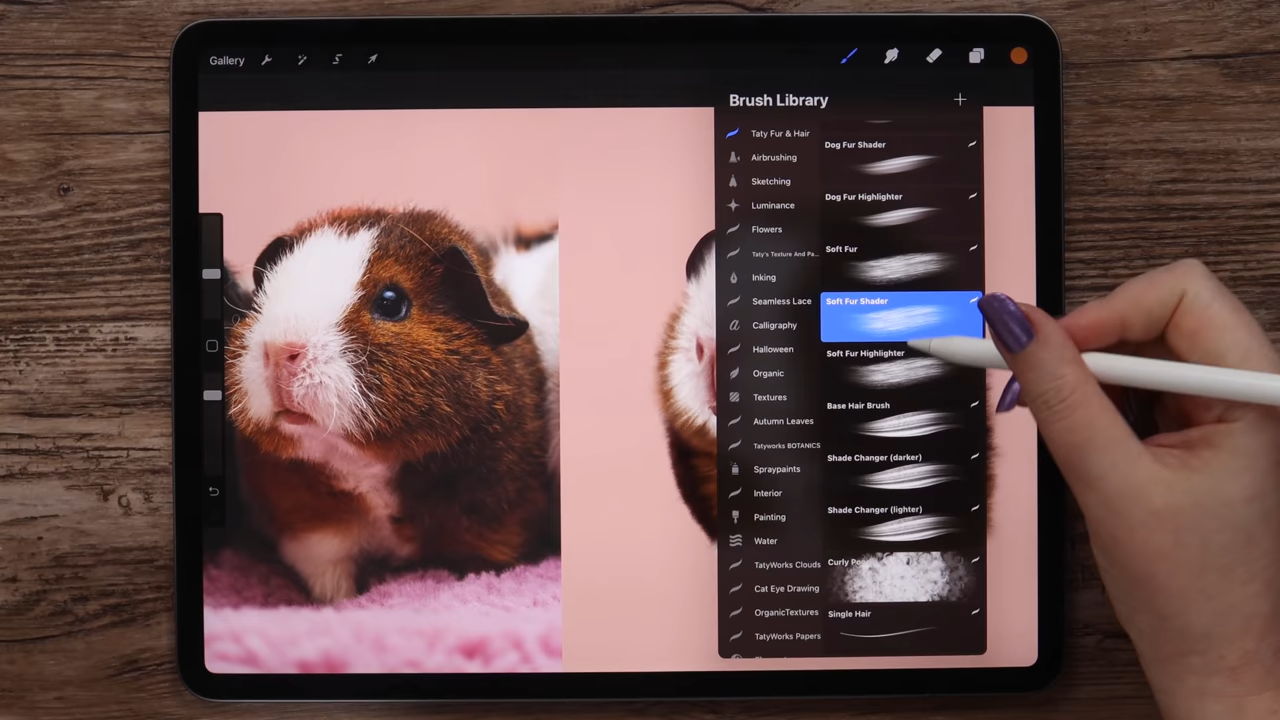 Gallery
Brush Library
Taty Fur & Hair
Airbrushing
Sketching
Luminance
Flowers
Taty's Texture And Pa...
Inking
Seamless Lace
Calligraphy
Halloween
Organic
Textures
Autumn Leaves
Tatyworks BOTANICS
Spraypaints
Interior
Painting
Water
TatyWorks Clouds
Cat Eye Drawing
OrganicTextures
TatyWorks Papers
Dog Fur Shader
Dog Fur Highlighter
Soft Fur
Soft Fur Shader
Soft Fur Highlighter
Base Hair Brush
Shade Changer (darker)
Shade Changer (lighter)
Curly
Single Hair